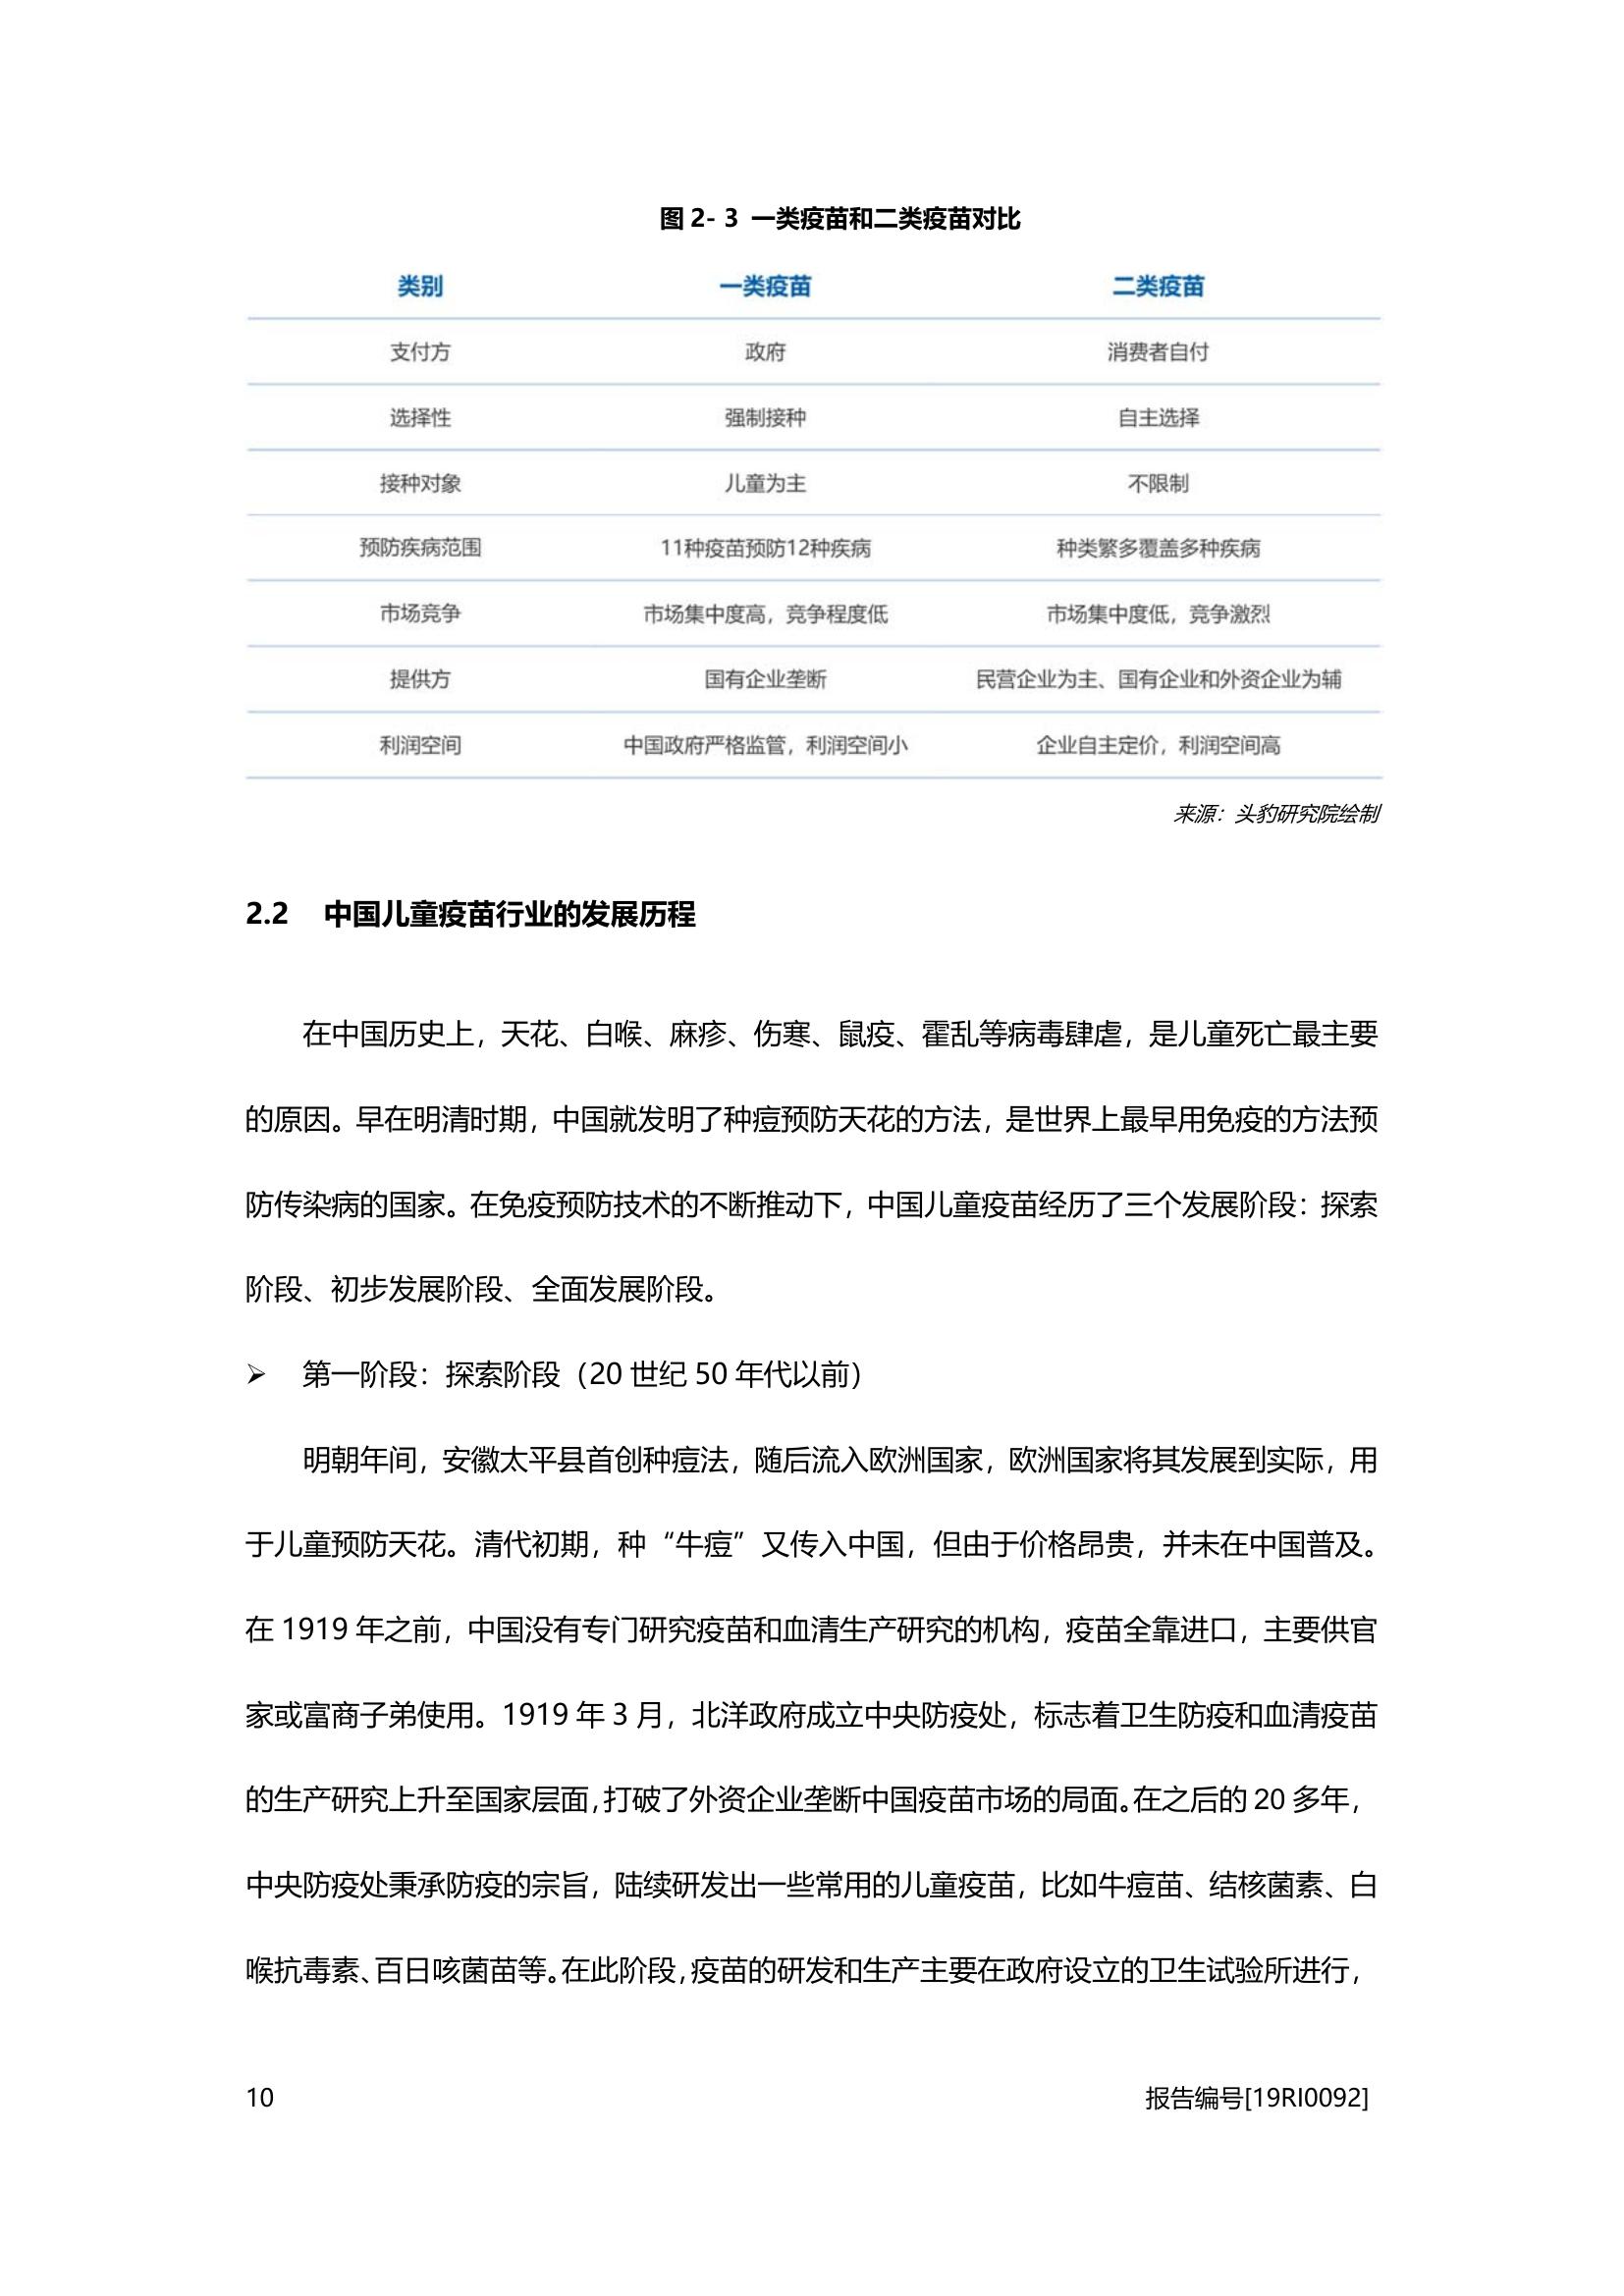 图 2- 3 一类疫苗和二类疫苗对比
类别 一类疫苗 二类疫苗
支付方 政府 消费者自付
选择性 强制接种 自主选择
接种对象 儿童为主 不限制
预防疾病范围 11种疫苗预防12种疾病 种类繁多覆盖多种疾病
市场竞争 市场集中度高，竞争程度低 市场集中度低，竞争激烈
提供方 国有企业垄断 民营企业为主、国有企业和外资企业为辅
利润空间 中国政府严格监管，利润空间小 企业自主定价，利润空间高
来源：头豹研究院绘制
2.2 中国儿童疫苗行业的发展历程
在中国历史上，天花、白喉、麻疹、伤寒、鼠疫、霍乱等病毒肆虐，是儿童死亡最主要
的原因。早在明清时期，中国就发明了种痘预防天花的方法，是世界上最早用免疫的方法预
防传染病的国家。在免疫预防技术的不断推动下，中国儿童疫苗经历了三个发展阶段：探索
阶段、初步发展阶段、全面发展阶段。
➢ 第一阶段：探索阶段（20 世纪 50 年代以前）
明朝年间，安徽太平县首创种痘法，随后流入欧洲国家，欧洲国家将其发展到实际，用
于儿童预防天花。清代初期，种“牛痘”又传入中国，但由于价格昂贵，并未在中国普及。
在 1919 年之前，中国没有专门研究疫苗和血清生产研究的机构，疫苗全靠进口，主要供官
家或富商子弟使用。1919 年 3 月，北洋政府成立中央防疫处，标志着卫生防疫和血清疫苗
的生产研究上升至国家层面，打破了外资企业垄断中国疫苗市场的局面。在之后的 20 多年，
中央防疫处秉承防疫的宗旨，陆续研发出一些常用的儿童疫苗，比如牛痘苗、结核菌素、白
喉抗毒素、百日咳菌苗等。在此阶段，疫苗的研发和生产主要在政府设立的卫生试验所进行，
10 报告编号[19RI0092]